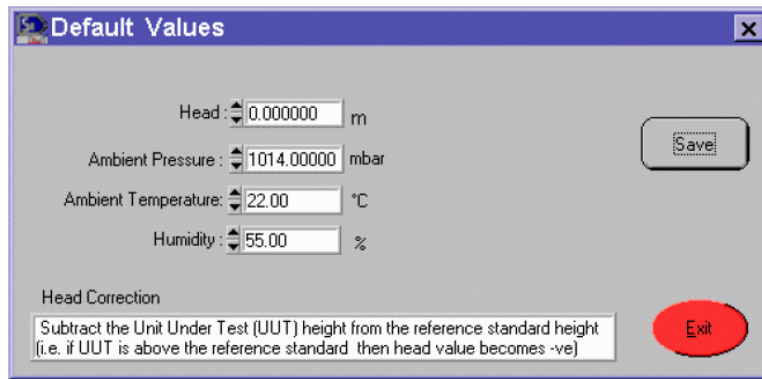 Default Values
Head : 0.000000 m
Ambient Pressure : 1014.00000 mbar
Ambient Temperature: 22.00 °C
Humidity : 55.00 %
Save
Head Correction
Subtract the Unit Under Test (UUT) height from the reference standard height
(i.e. if UUT is above the reference standard then head value becomes -ve)
Exit